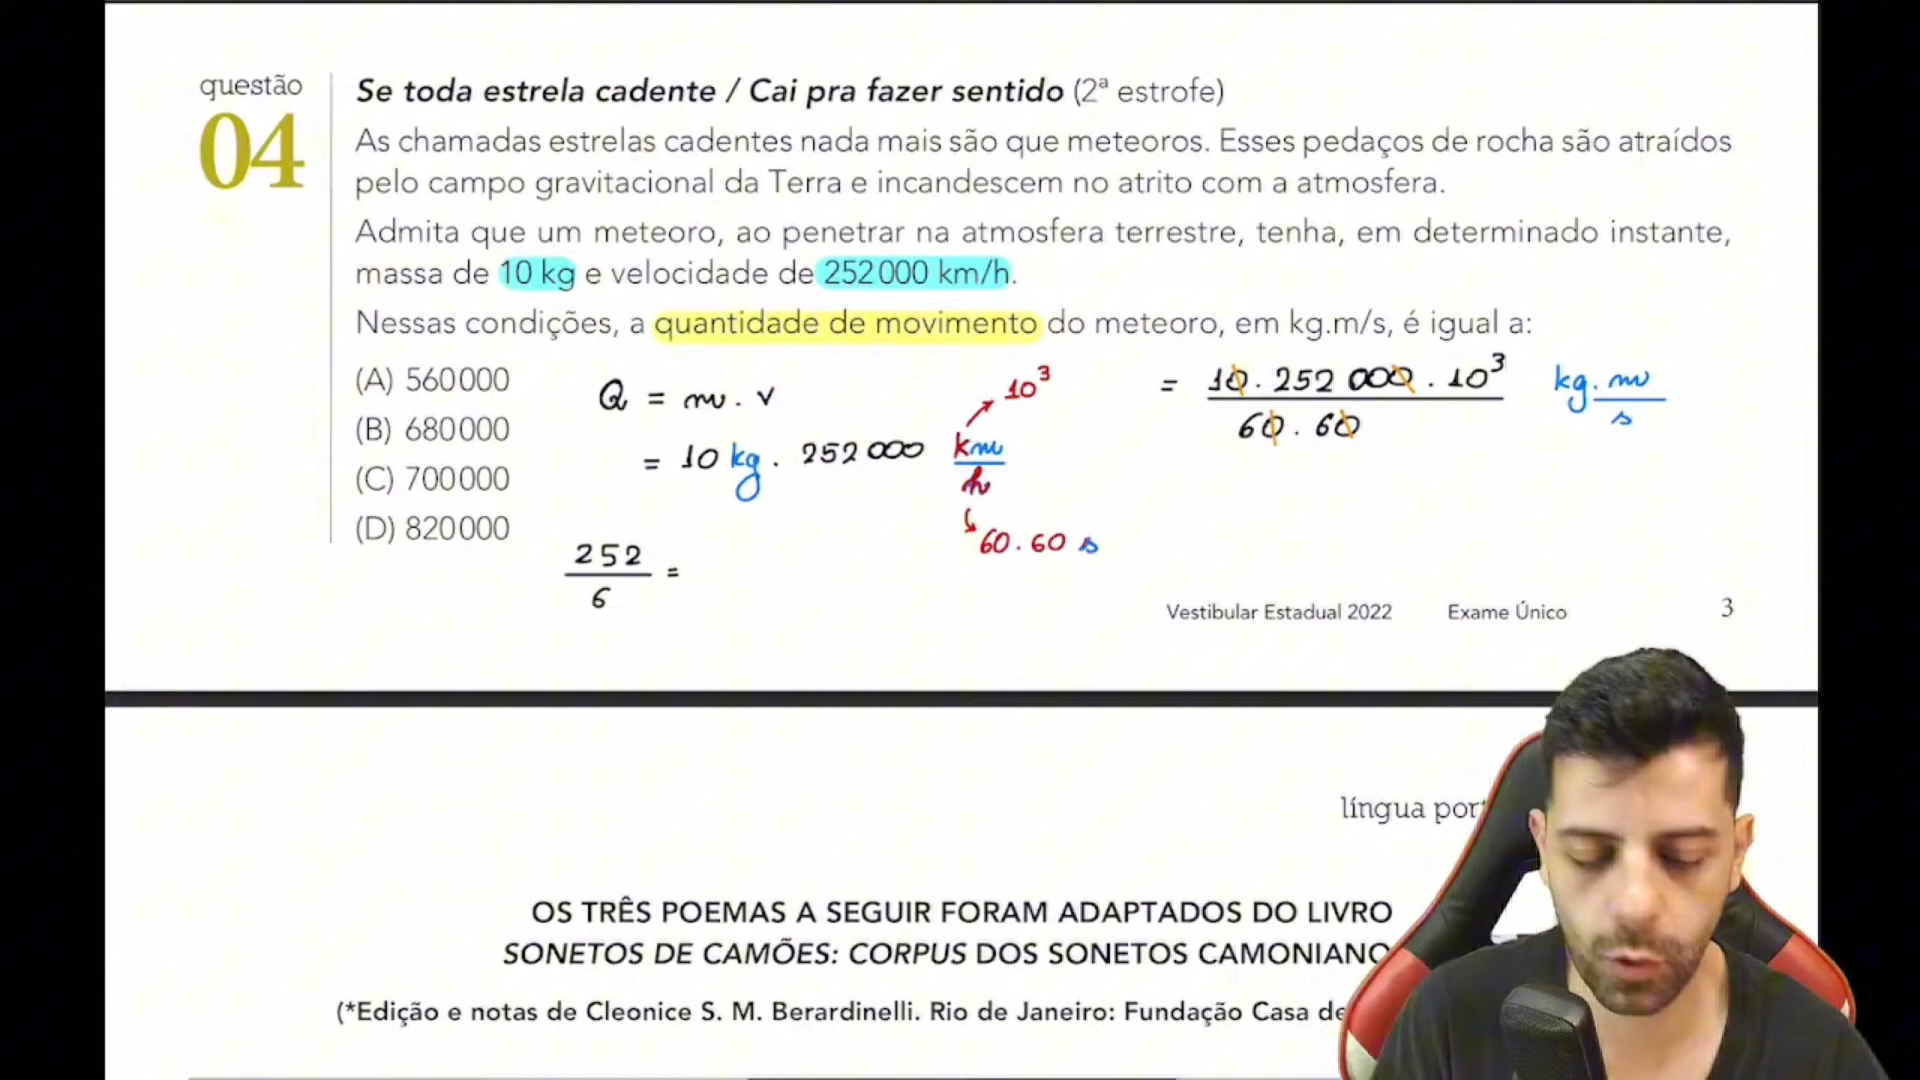 questão
04
Se toda estrela cadente / Cai pra fazer sentido (2ª estrofe)
As chamadas estrelas cadentes nada mais são que meteoros. Esses pedaços de rocha são atraídos
pelo campo gravitacional da Terra e incandescem no atrito com a atmosfera.
Admita que um meteoro, ao penetrar na atmosfera terrestre, tenha, em determinado instante,
massa de 10 kg e velocidade de 252000 km/h.
Nessas condições, a quantidade de movimento do meteoro, em kg.m/s, é igual a:
(A) 560000
(B) 680000
(C) 700000
(D) 820000
Q = m . v
= 10 kg . 252 000 km/h
10³
60.60 s
= 10 . 252 000 . 10³ kg . m
60 . 60 s
252 =
6
Vestibular Estadual 2022 Exame Único 3
língua port
OS TRÊS POEMAS A SEGUIR FORAM ADAPTADOS DO LIVRO
SONETOS DE CAMÕES: CORPUS DOS SONETOS CAMONIANO
(*Edição e notas de Cleonice S. M. Berardinelli. Rio de Janeiro: Fundação Casa de